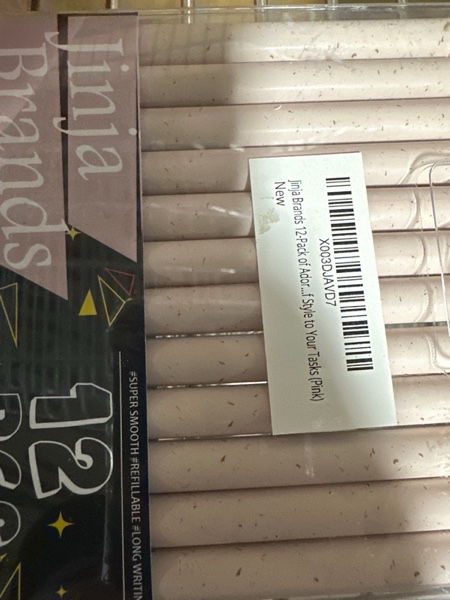 Jinja
Brands
12
PCs
#SUPER SMOOTH #REFILLABLE #LONG WRITIN
X003DJAVD7
Jinja Brands 12-Pack of Ador...f Style to Your Tasks (Pink)
New